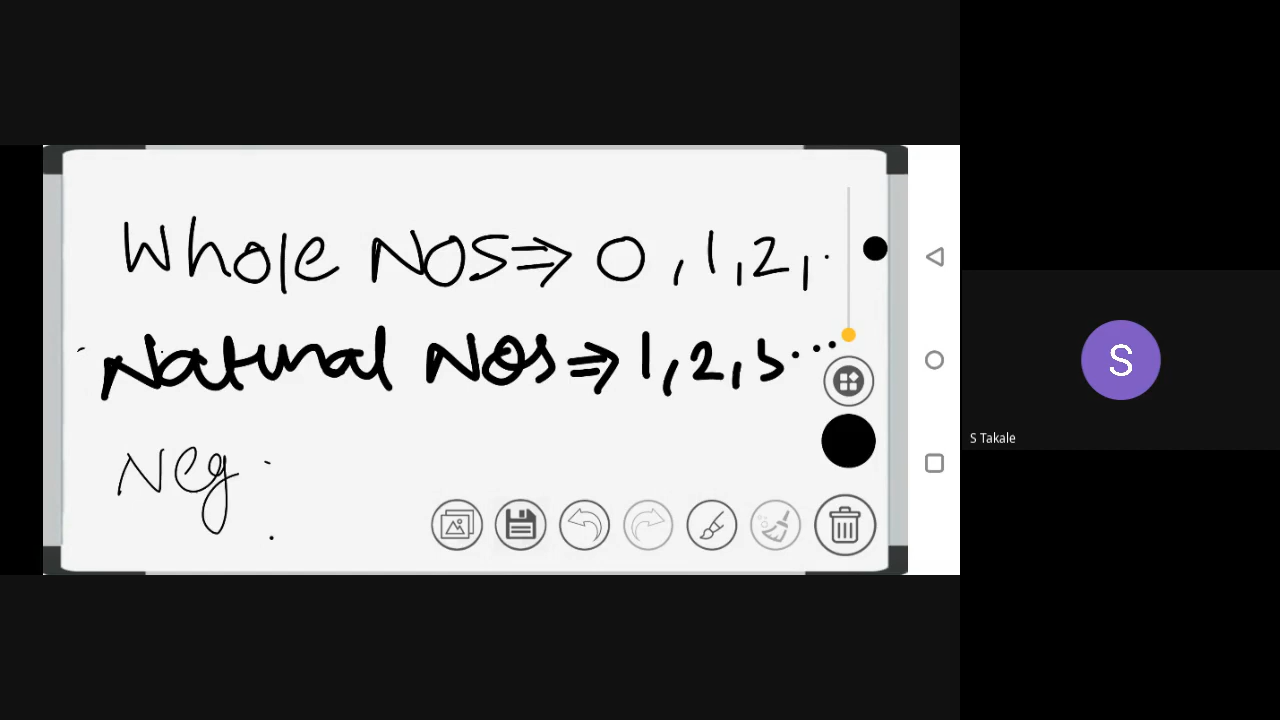 Whole NOS⇒ 0,1,2,.
Natural NOS⇒1,2,3...
Neg
S
S Takale